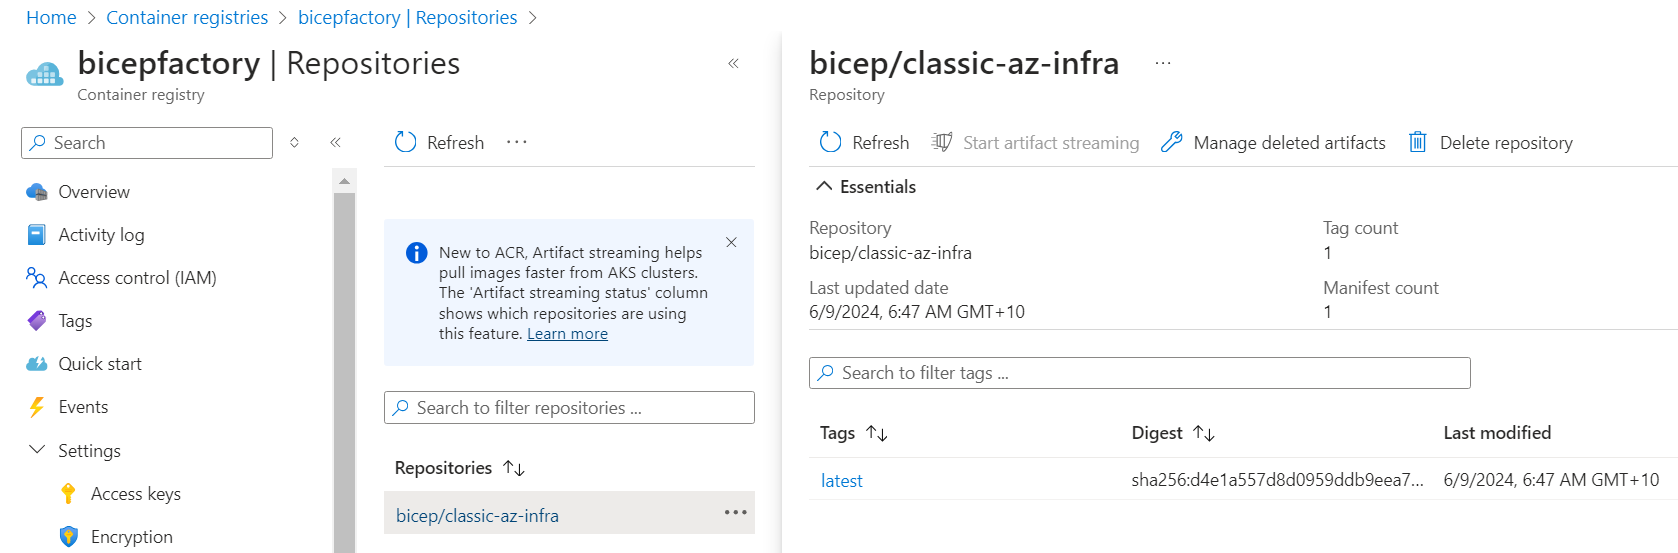 Home > Container registries > bicepfactory | Repositories >
bicepfactory | Repositories
Container registry
Search
Overview
Activity log
Access control (IAM)
Tags
Quick start
Events
Settings
Access keys
Encryption
Refresh ...
New to ACR, Artifact streaming helps
pull images faster from AKS clusters.
The 'Artifact streaming status' column
shows which repositories are using
this feature. Learn more
Search to filter repositories ...
Repositories
bicep/classic-az-infra ...
bicep/classic-az-infra ...
Repository
Refresh Start artifact streaming Manage deleted artifacts Delete repository
Essentials
Repository
bicep/classic-az-infra
Last updated date
6/9/2024, 6:47 AM GMT+10
Tag count
1
Manifest count
1
Search to filter tags ...
Tags Digest Last modified
latest sha256:d4e1a557d8d0959ddb9eea7... 6/9/2024, 6:47 AM GMT+10